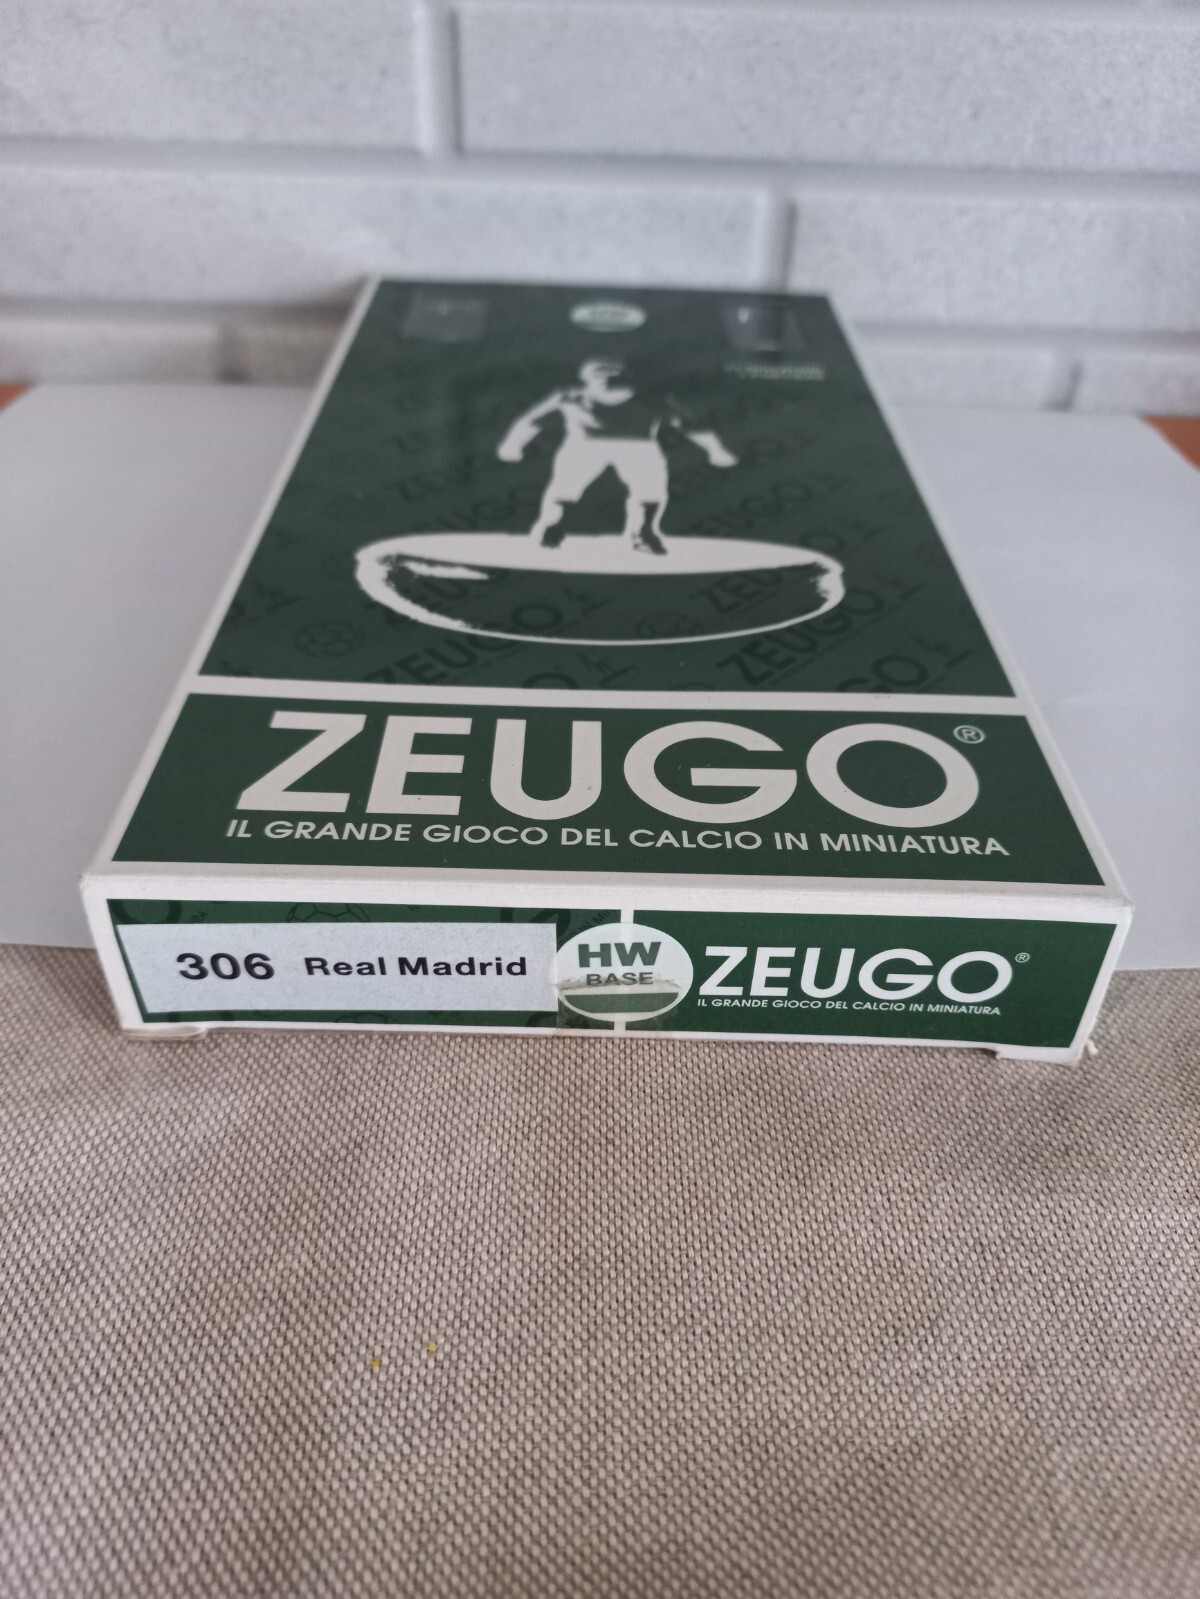 ZEUGO®
IL GRANDE GIOCO DEL CALCIO IN MINIATURA
306 Real Madrid
HW
BASE
ZEUGO®
IL GRANDE GIOCO DEL CALCIO IN MINIATURA